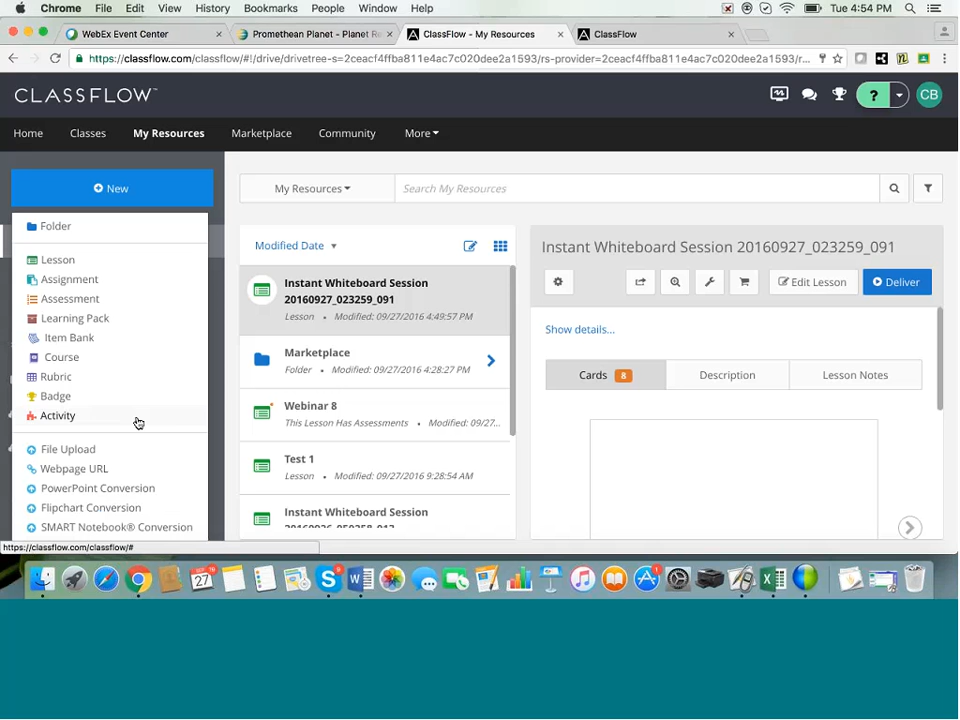 Chrome File Edit View History Bookmarks People Window Help Tue 4:54 PM
WebEx Event Center
Promethean Planet - Planet Re
ClassFlow - My Resources
ClassFlow
https://classflow.com/classflow/#!/drive/drivetree-s=2ceacf4ffba811e4ac7c020dee2a1759/rs-provider=2ceacf4ffba811e4ac7c020dee2a1759/r...
CLASSFLOW
? CB
Home Classes My Resources Marketplace Community More
New
My Resources
Search My Resources
Folder
Lesson
Assignment
Assessment
Learning Pack
Item Bank
Course
Rubric
Badge
Activity
File Upload
Webpage URL
PowerPoint Conversion
Flipchart Conversion
SMART Notebook® Conversion
https://classflow.com/classflow/#
Modified Date
Instant Whiteboard Session
20160927_023259_091
Lesson • Modified: 09/27/2016 4:49:57 PM
Marketplace
Folder • Modified: 09/27/2016 4:28:27 PM
Webinar 8
This Lesson Has Assessments • Modified: 09/27/...
Test 1
Lesson • Modified: 09/27/2016 9:28:54 AM
Instant Whiteboard Session
Instant Whiteboard Session 20160927_023259_091
Edit Lesson
Deliver
Show details...
Cards 8
Description
Lesson Notes